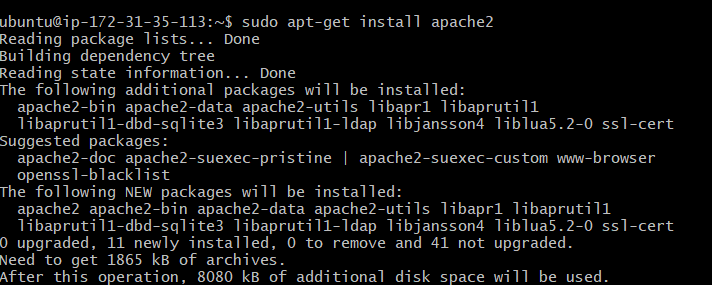 ubuntu@ip-172-31-35-113:~$ sudo apt-get install apache2
Reading package lists... Done
Building dependency tree
Reading state information... Done
The following additional packages will be installed:
  apache2-bin apache2-data apache2-utils libapr1 libaprutil1
  libaprutil1-dbd-sqlite3 libaprutil1-ldap libjansson4 liblua5.2-0 ssl-cert
Suggested packages:
  apache2-doc apache2-suexec-pristine | apache2-suexec-custom www-browser
  openssl-blacklist
The following NEW packages will be installed:
  apache2 apache2-bin apache2-data apache2-utils libapr1 libaprutil1
  libaprutil1-dbd-sqlite3 libaprutil1-ldap libjansson4 liblua5.2-0 ssl-cert
0 upgraded, 11 newly installed, 0 to remove and 41 not upgraded.
Need to get 1865 kB of archives.
After this operation, 8080 kB of additional disk space will be used.